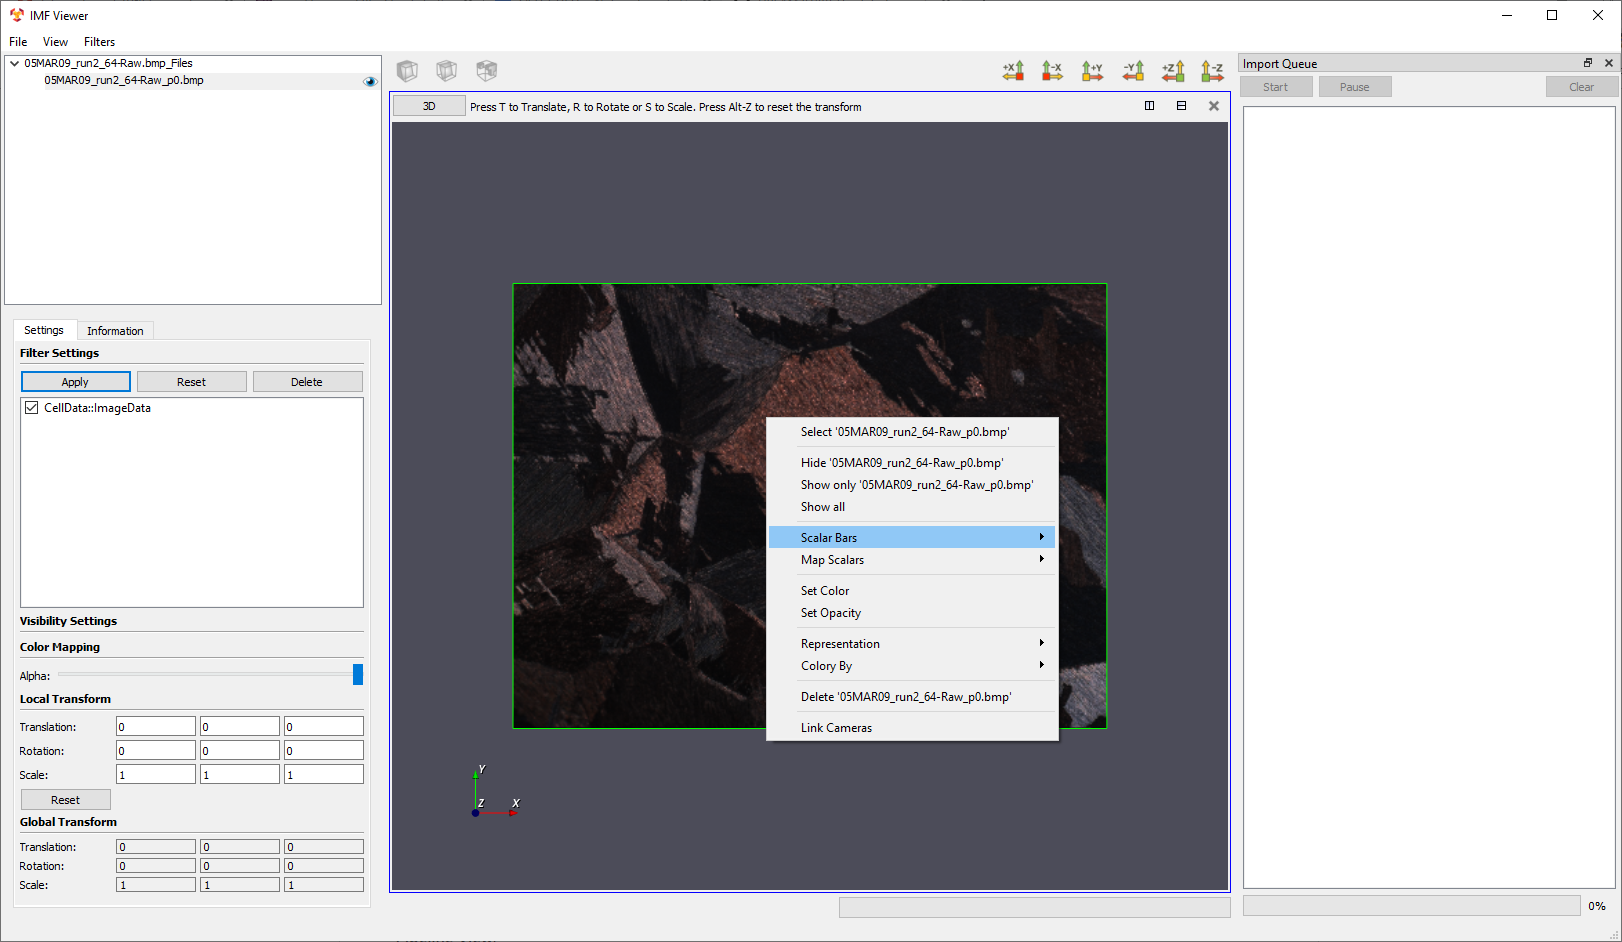 IMF Viewer
File View Filters
05MAR09_run2_64-Raw.bmp_Files
05MAR09_run2_64-Raw_p0.bmp
+X -X +Y -Y +Z -Z
Import Queue
Start Pause Clear
3D Press T to Translate, R to Rotate or S to Scale. Press Alt-Z to reset the transform
Settings Information
Filter Settings
Apply Reset Delete
CellData::ImageData
Select '05MAR09_run2_64-Raw_p0.bmp'
Hide '05MAR09_run2_64-Raw_p0.bmp'
Show only '05MAR09_run2_64-Raw_p0.bmp'
Show all
Scalar Bars
Map Scalars
Set Color
Set Opacity
Representation
Colory By
Delete '05MAR09_run2_64-Raw_p0.bmp'
Link Cameras
Visibility Settings
Color Mapping
Alpha:
Local Transform
Translation: 0 0 0
Rotation: 0 0 0
Scale: 1 1 1
Reset
Global Transform
Translation: 0 0 0
Rotation: 0 0 0
Scale: 1 1 1
Y
Z X
0%